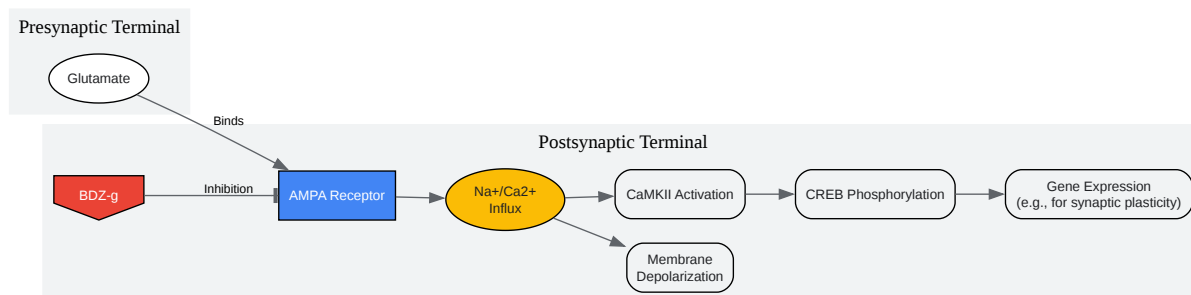 Presynaptic Terminal
Glutamate
Binds
Postsynaptic Terminal
BDZ-g
Inhibition
AMPA Receptor
Na+/Ca2+
Influx
CaMKII Activation
CREB Phosphorylation
Gene Expression
(e.g., for synaptic plasticity)
Membrane
Depolarization